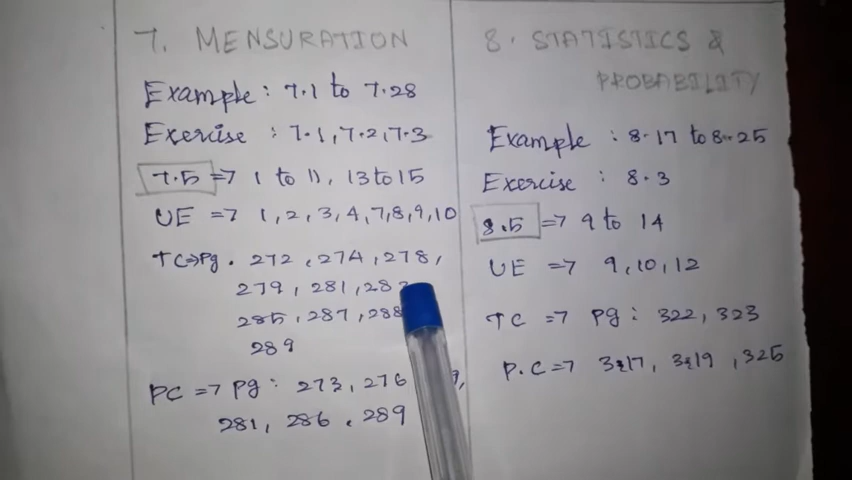 7. MENSURATION
Example : 7.1 to 7.28
Exercise : 7.1, 7.2, 7.3
7.5 => 1 to 11, 13 to 15
UE => 1, 2, 3, 4, 7, 8, 9, 10
TC => Pg. 272, 274, 278,
279, 281,
285, 287, 288
289
PC => Pg : 273, 276
281, 286, 289
8. STATISTICS &
PROBABILITY
Example : 8.17 to 8.25
Exercise : 8.3
8.5 => 9 to 14
UE => 9, 10, 12
TC => Pg : 322, 323
P.C => 317, 319, 325